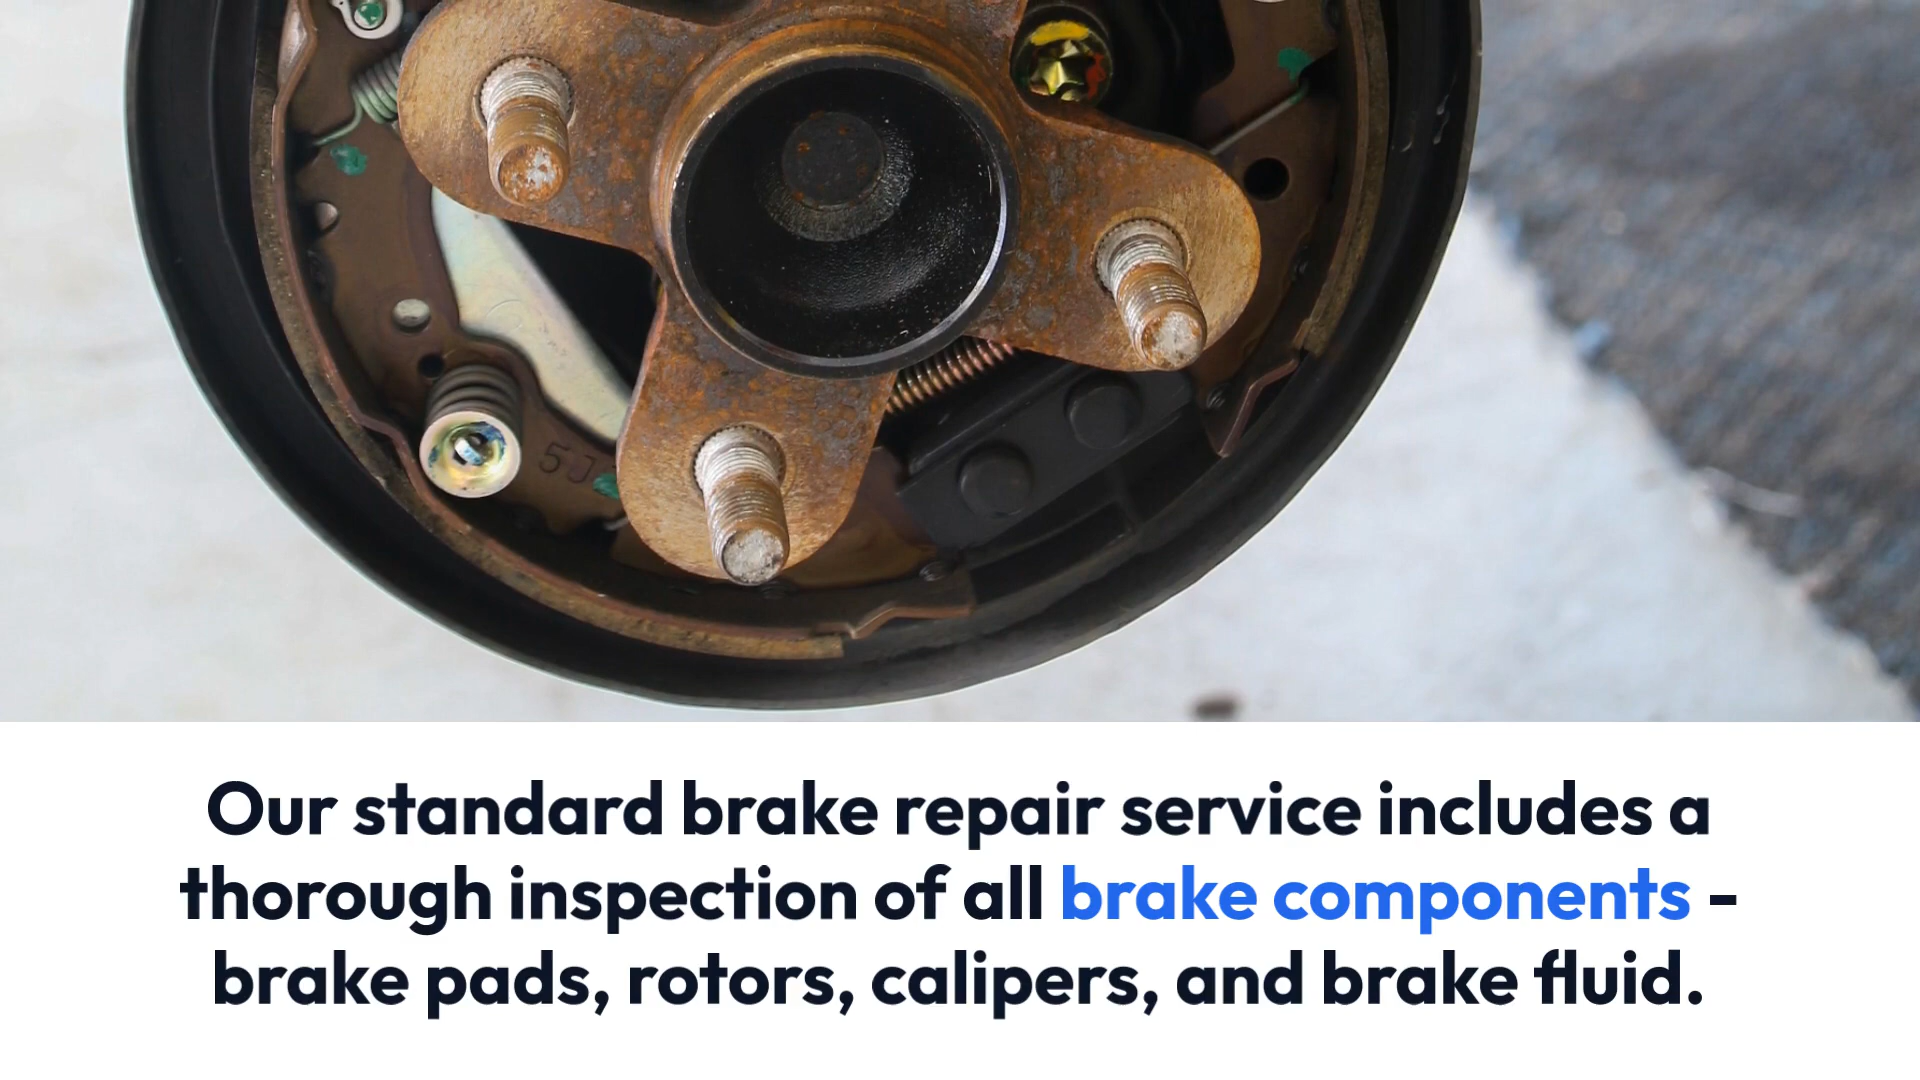 5J
Our standard brake repair service includes a
thorough inspection of all brake components -
brake pads, rotors, calipers, and brake fluid.